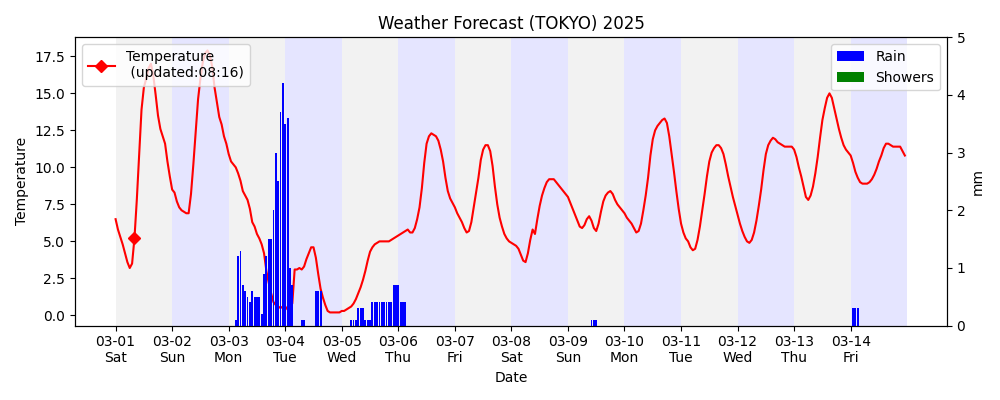 Weather Forecast (TOKYO) 2025
Temperature
(updated:08:16)
Rain
Showers
Temperature
17.5
15.0
12.5
10.0
7.5
5.0
2.5
0.0
5
4
3
2
1
0
mm
03-01 03-02 03-03 03-04 03-05 03-06 03-07 03-08 03-09 03-10 03-11 03-12 03-13 03-14
Sat Sun Mon Tue Wed Thu Fri Sat Sun Mon Tue Wed Thu Fri
Date